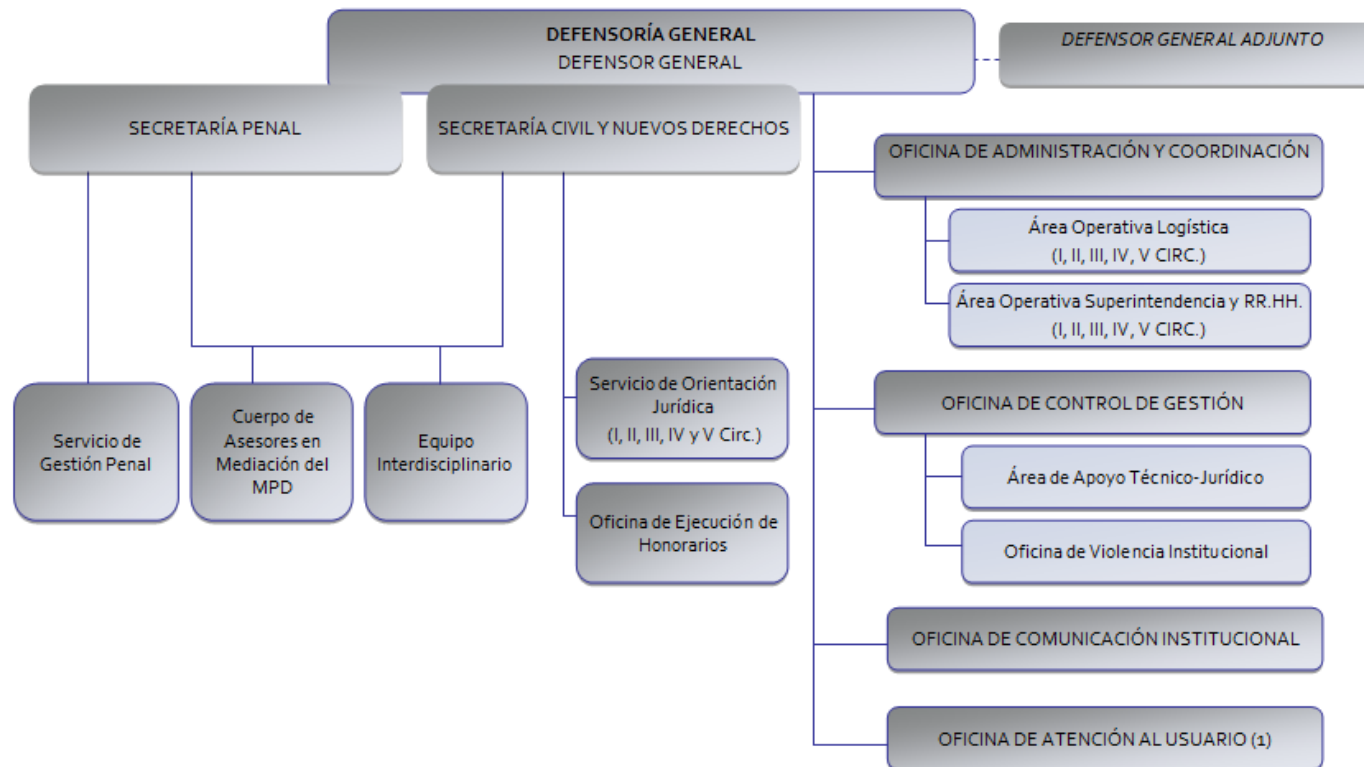 DEFENSORÍA GENERAL
DEFENSOR GENERAL
DEFENSOR GENERAL ADJUNTO
SECRETARÍA PENAL
SECRETARÍA CIVIL Y NUEVOS DERECHOS
OFICINA DE ADMINISTRACIÓN Y COORDINACIÓN
Área Operativa Logística
(I, II, III, IV, V CIRC.)
Área Operativa Superintendencia y RR.HH.
(I, II, III, IV, V CIRC.)
Servicio de
Gestión Penal
Cuerpo de
Asesores en
Mediación del
MPD
Equipo
Interdisciplinario
Servicio de Orientación
Jurídica
(I, II, III, IV y V Circ.)
Oficina de Ejecución de
Honorarios
OFICINA DE CONTROL DE GESTIÓN
Área de Apoyo Técnico-Jurídico
Oficina de Violencia Institucional
OFICINA DE COMUNICACIÓN INSTITUCIONAL
OFICINA DE ATENCIÓN AL USUARIO (1)